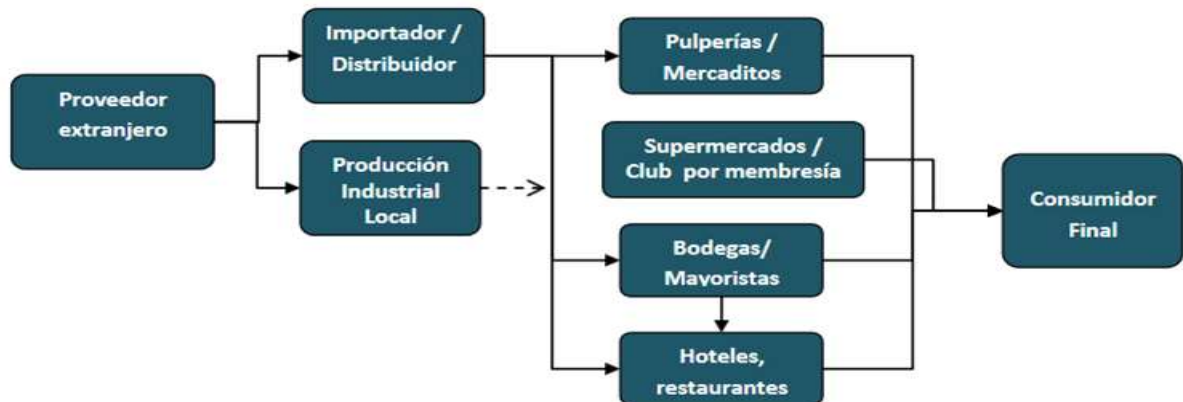 Proveedor
extranjero
Importador /
Distribuidor
Producción
Industrial
Local
Pulperías /
Mercaditos
Supermercados /
Club por membresía
Bodegas/
Mayoristas
Hoteles,
restaurantes
Consumidor
Final